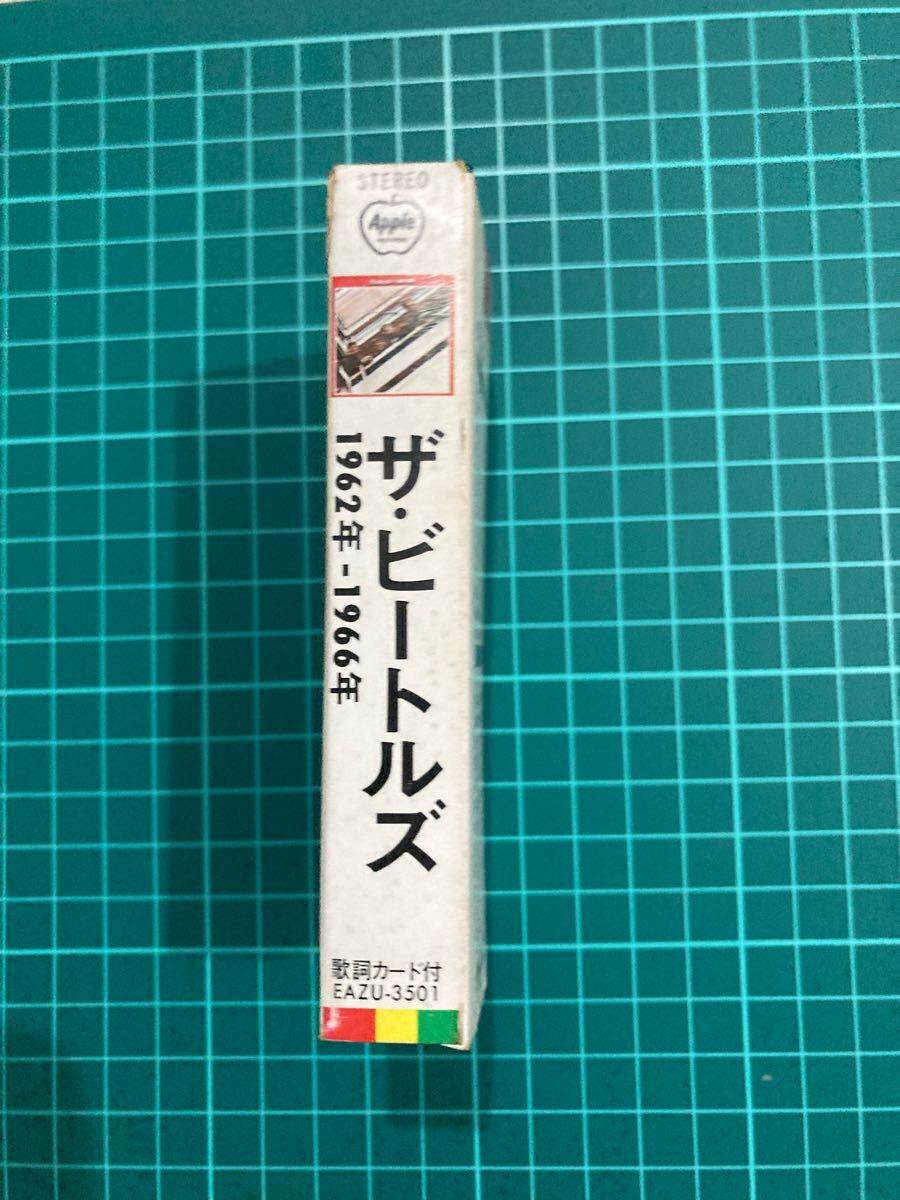 STEREO
Apple
ザ・ビートルズ
1962年-1966年
歌詞カード付
EAZU-3501